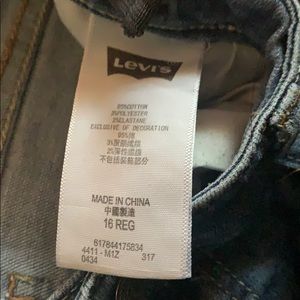 Levi's
95%COTTON
3%POLYESTER
2%ELASTANE
EXCLUSIVE OF DECORATION
95%棉
3%聚酯纖維
2%彈性纖維
不包括裝飾部分
MADE IN CHINA
中國製造
16 REG
617844175834
4411 - M1Z 317
0434